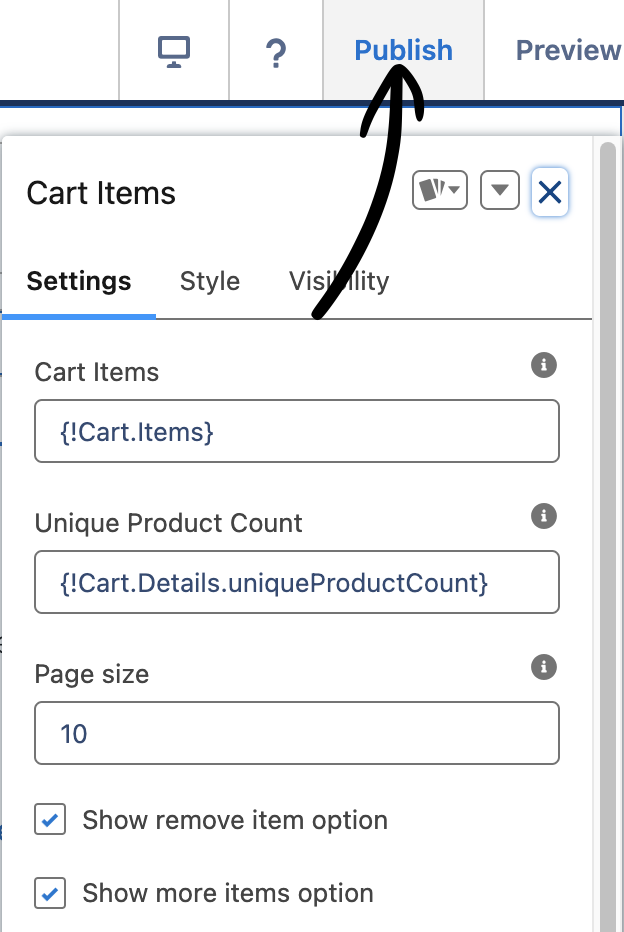 ? Publish Preview
Cart Items
Settings Style Visibility
Cart Items
{!Cart.Items}
Unique Product Count
{!Cart.Details.uniqueProductCount}
Page size
10
Show remove item option
Show more items option